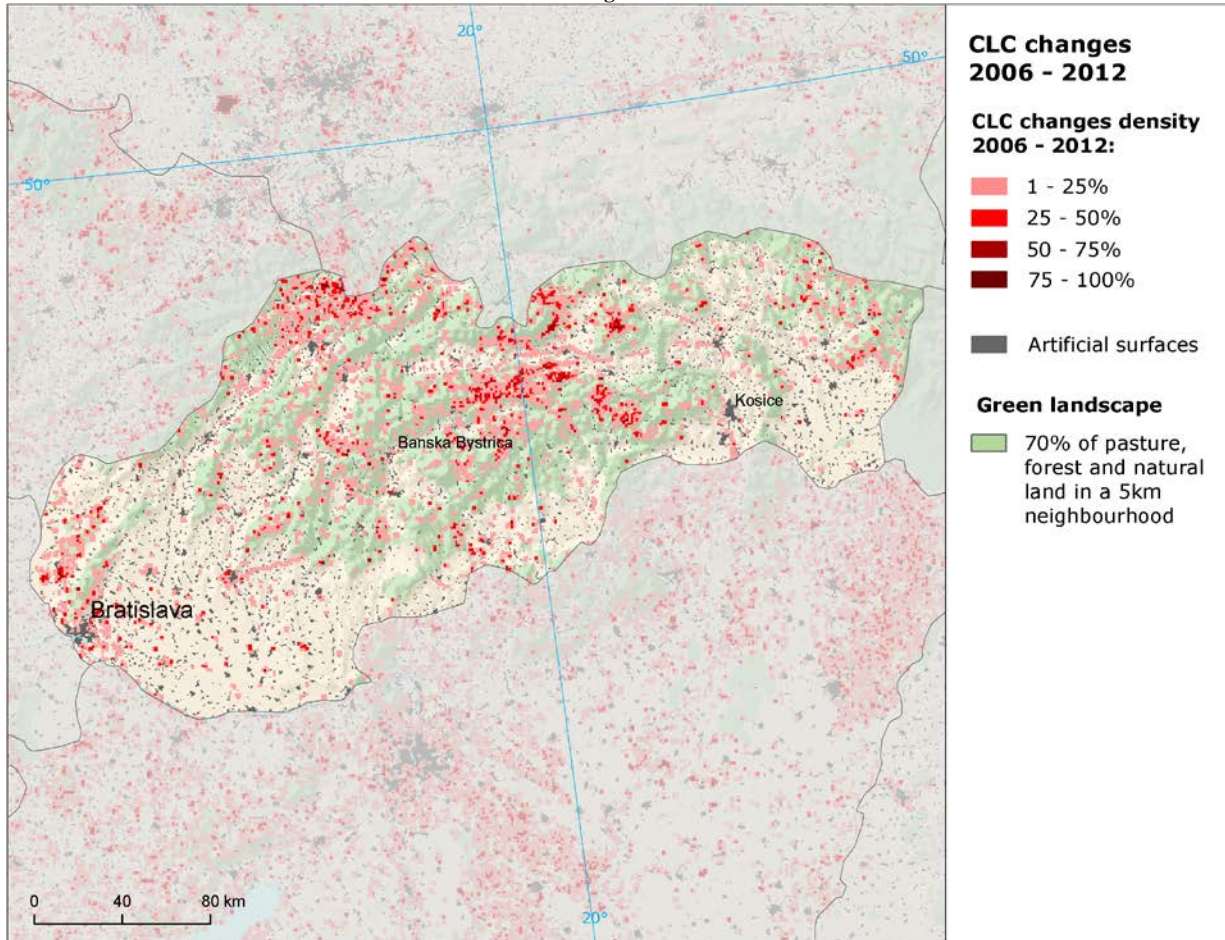 20°
50°
50°
Kosice
Banska Bystrica
Bratislava
0 40 80 km
20°
CLC changes
2006 - 2012
CLC changes density
2006 - 2012:
1 - 25%
25 - 50%
50 - 75%
75 - 100%
Artificial surfaces
Green landscape
70% of pasture,
forest and natural
land in a 5km
neighbourhood